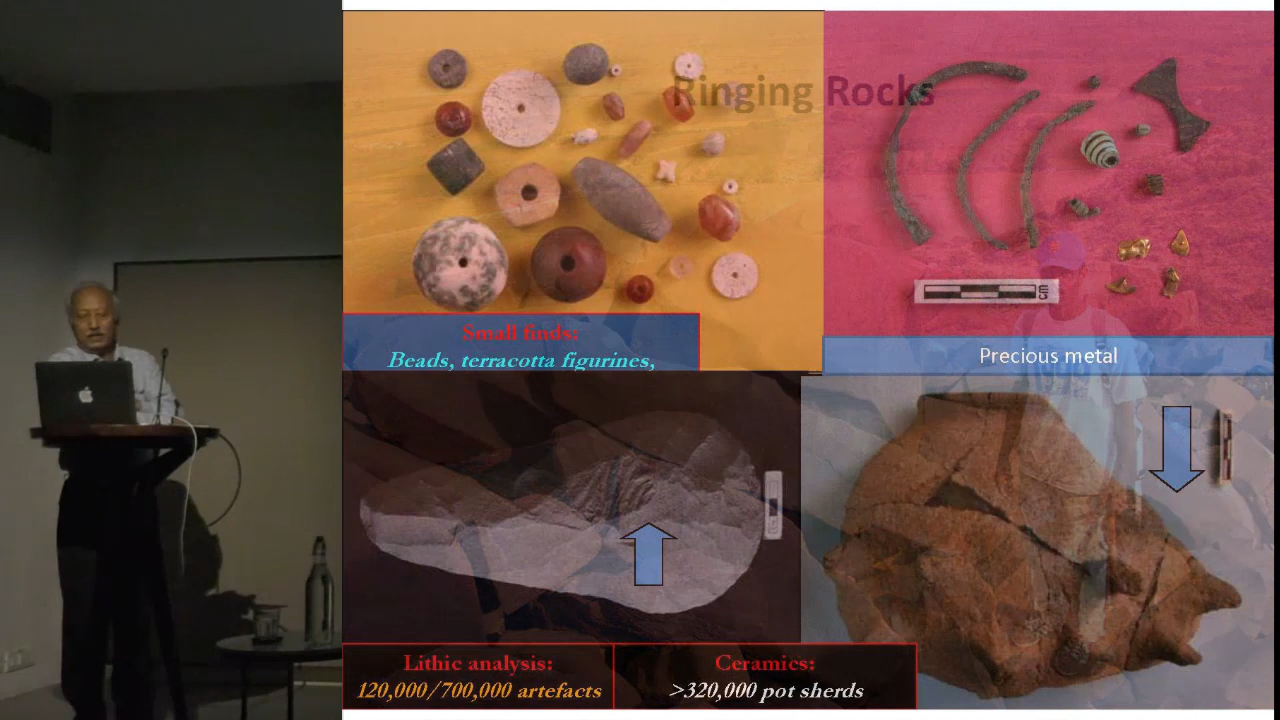 Ringing Rocks
Small finds:
Beads, terracotta figurines,
cm
Precious metal
Lithic analysis:
120,000/700,000 artefacts
Ceramics:
>320,000 pot sherds